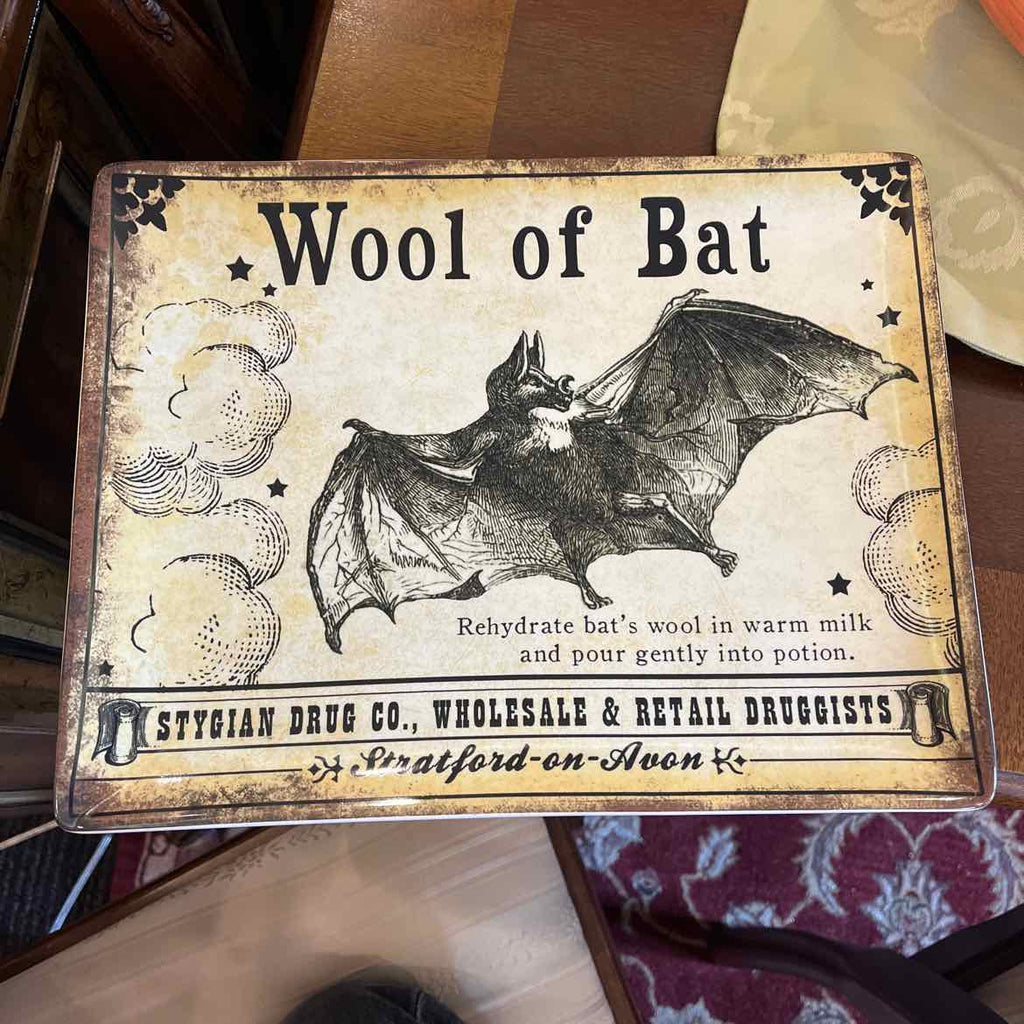 Wool of Bat
Rehydrate bat's wool in warm milk
and pour gently into potion.
STYGIAN DRUG CO., WHOLESALE & RETAIL DRUGGISTS
Stratford-on-Avon